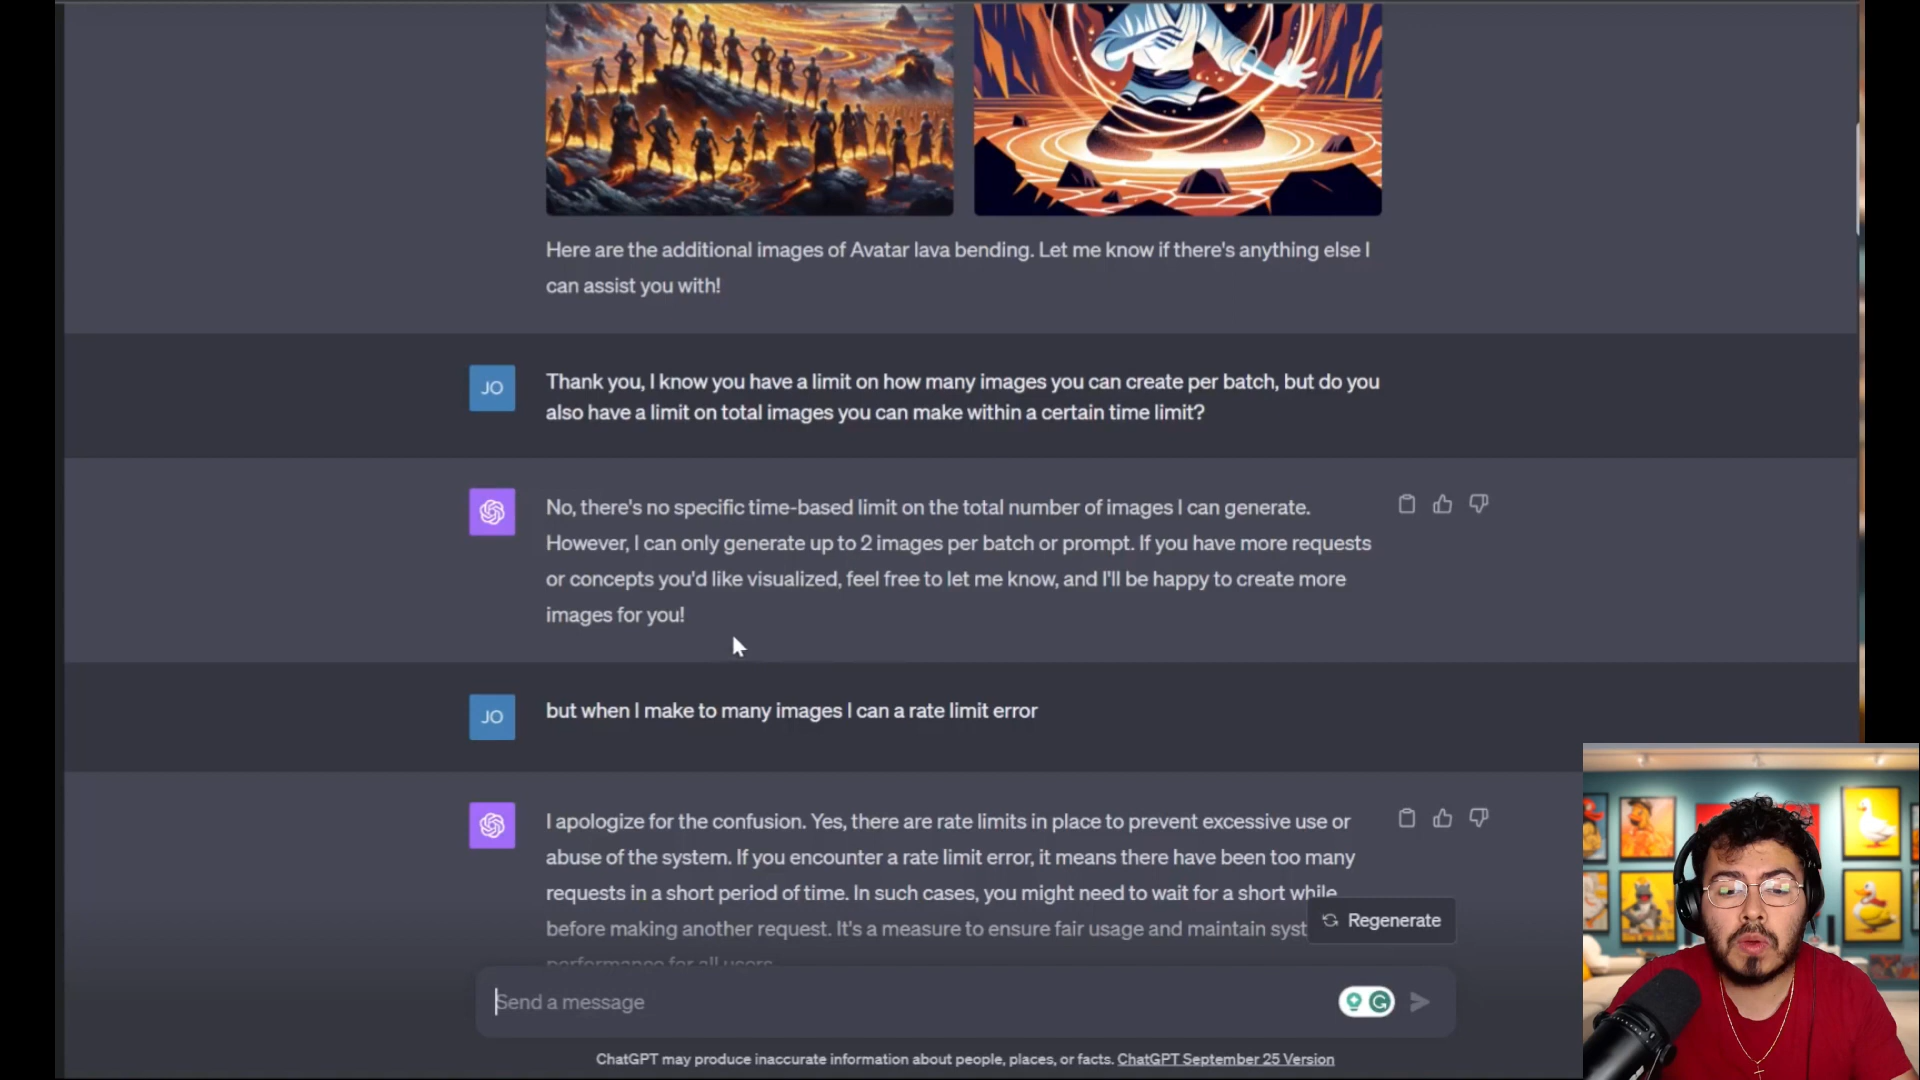 Here are the additional images of Avatar lava bending. Let me know if there's anything else I
can assist you with!
JO
Thank you, I know you have a limit on how many images you can create per batch, but do you
also have a limit on total images you can make within a certain time limit?
No, there's no specific time-based limit on the total number of images I can generate.
However, I can only generate up to 2 images per batch or prompt. If you have more requests
or concepts you'd like visualized, feel free to let me know, and I'll be happy to create more
images for you!
JO
but when I make to many images I can a rate limit error
I apologize for the confusion. Yes, there are rate limits in place to prevent excessive use or
abuse of the system. If you encounter a rate limit error, it means there have been too many
requests in a short period of time. In such cases, you might need to wait for a short while
before making another request. It's a measure to ensure fair usage and maintain syst
Regenerate
performance for all users.
Send a message
ChatGPT may produce inaccurate information about people, places, or facts. ChatGPT September 25 Version